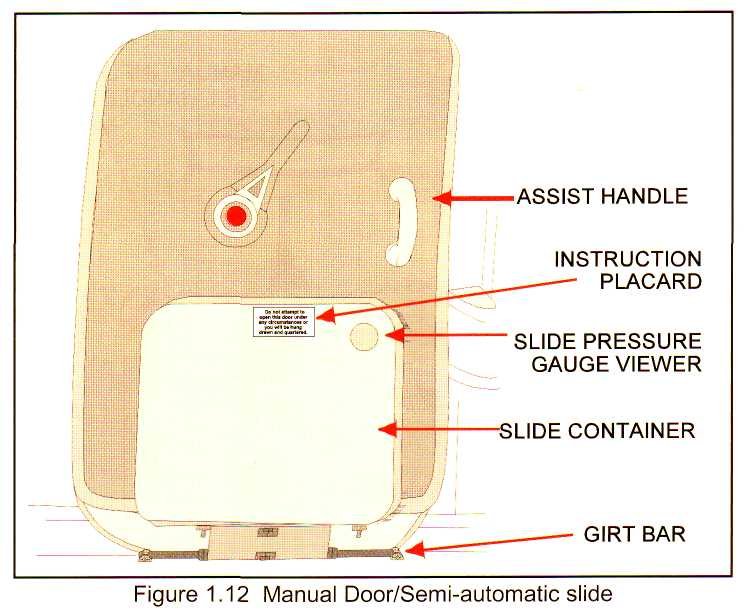 ASSIST HANDLE
INSTRUCTION
PLACARD
Do not attempt to
open this door under
any circumstances or
you will be hung
drawn and quartered.
SLIDE PRESSURE
GAUGE VIEWER
SLIDE CONTAINER
GIRT BAR
Figure 1.12 Manual Door/Semi-automatic slide